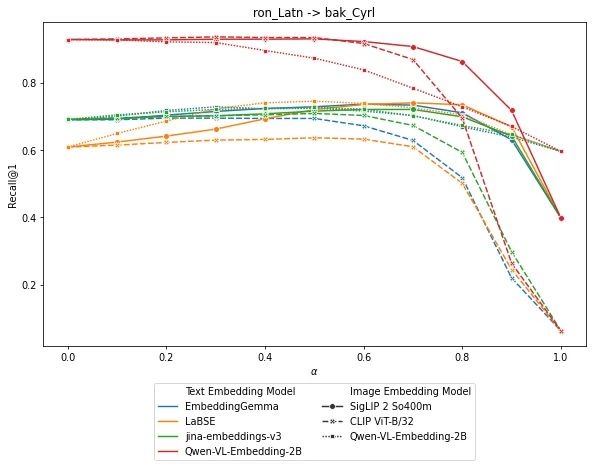 ron_Latn -> bak_Cyrl
Recall@1
0.8
0.6
0.4
0.2
0.0 0.2 0.4 0.6 0.8 1.0
α
Text Embedding Model Image Embedding Model
EmbeddingGemma SigLIP 2 So400m
LaBSE CLIP ViT-B/32
jina-embeddings-v3 Qwen-VL-Embedding-2B
Qwen-VL-Embedding-2B